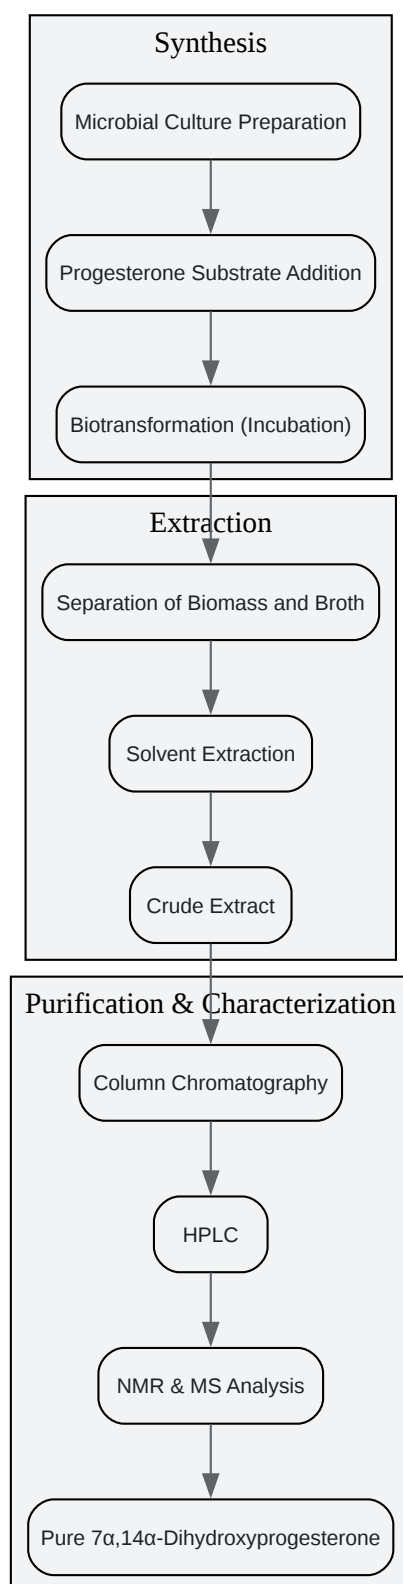 Synthesis
Microbial Culture Preparation
Progesterone Substrate Addition
Biotransformation (Incubation)
Extraction
Separation of Biomass and Broth
Solvent Extraction
Crude Extract
Purification & Characterization
Column Chromatography
HPLC
NMR & MS Analysis
Pure 7α,14α-Dihydroxyprogesterone